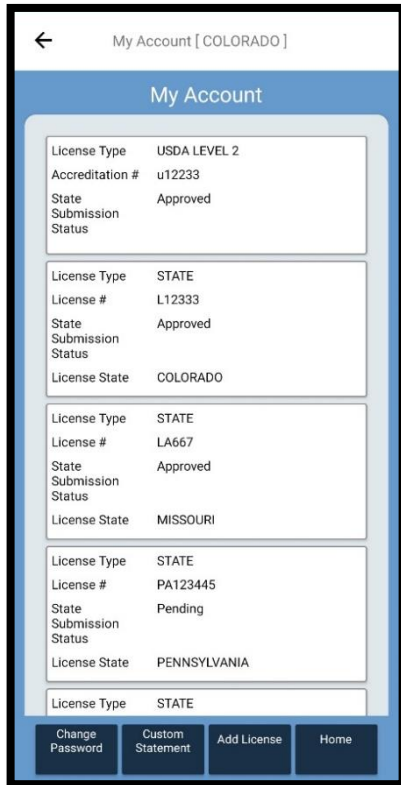 My Account [ COLORADO ]
My Account
License Type USDA LEVEL 2
Accreditation # u12233
State Approved
Submission
Status
License Type STATE
License # L12333
State Approved
Submission
Status
License State COLORADO
License Type STATE
License # LA667
State Approved
Submission
Status
License State MISSOURI
License Type STATE
License # PA123445
State Pending
Submission
Status
License State PENNSYLVANIA
License Type STATE
Change Custom Add License Home
Password Statement